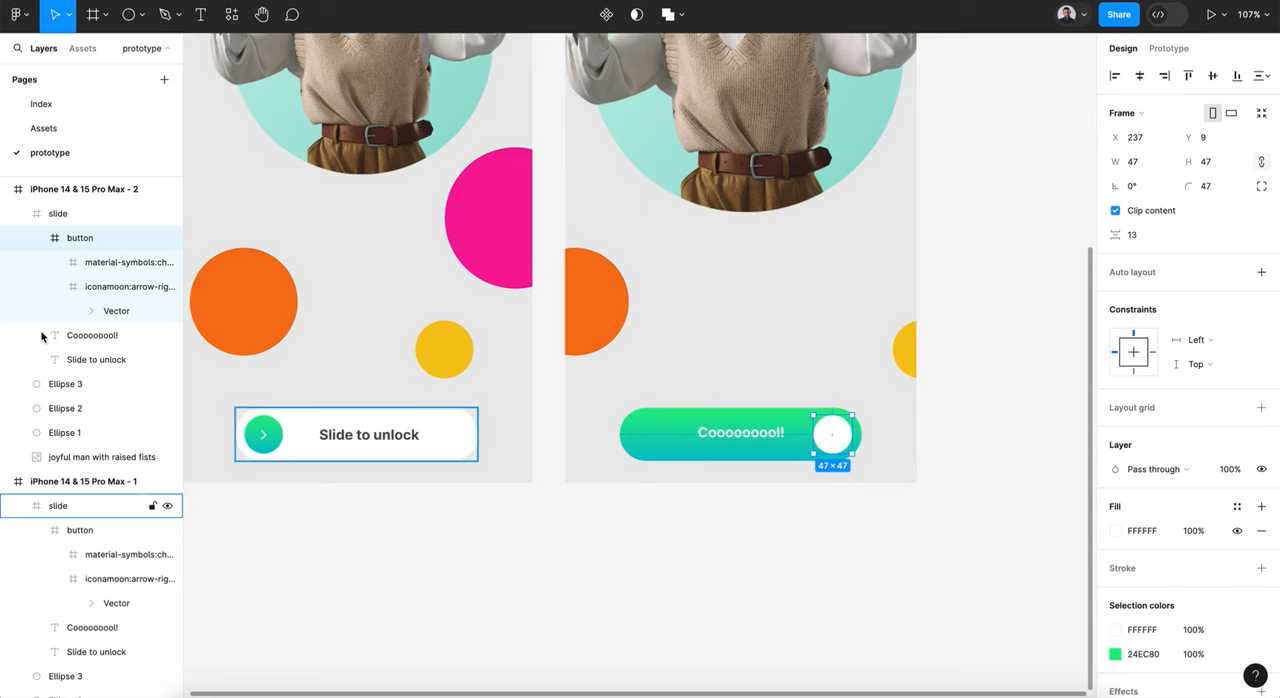 Share
107%
Layers
Assets
prototype
Pages
Index
Assets
prototype
iPhone 14 & 15 Pro Max - 2
slide
button
material-symbols:ch...
iconamoon:arrow-rig...
Vector
Cooooooool!
Slide to unlock
Ellipse 3
Ellipse 2
Ellipse 1
joyful man with raised fists
iPhone 14 & 15 Pro Max - 1
slide
button
material-symbols:ch...
iconamoon:arrow-rig...
Vector
Cooooooool!
Slide to unlock
Ellipse 3
Slide to unlock
Cooooooool!
47 × 47
Design
Prototype
Frame
X 237 Y 9
W 47 H 47
0° 47
Clip content
13
Auto layout
Constraints
Left
Top
Layout grid
Layer
Pass through 100%
Fill
FFFFFF 100%
Stroke
Selection colors
FFFFFF 100%
24EC80 100%
Effects
?